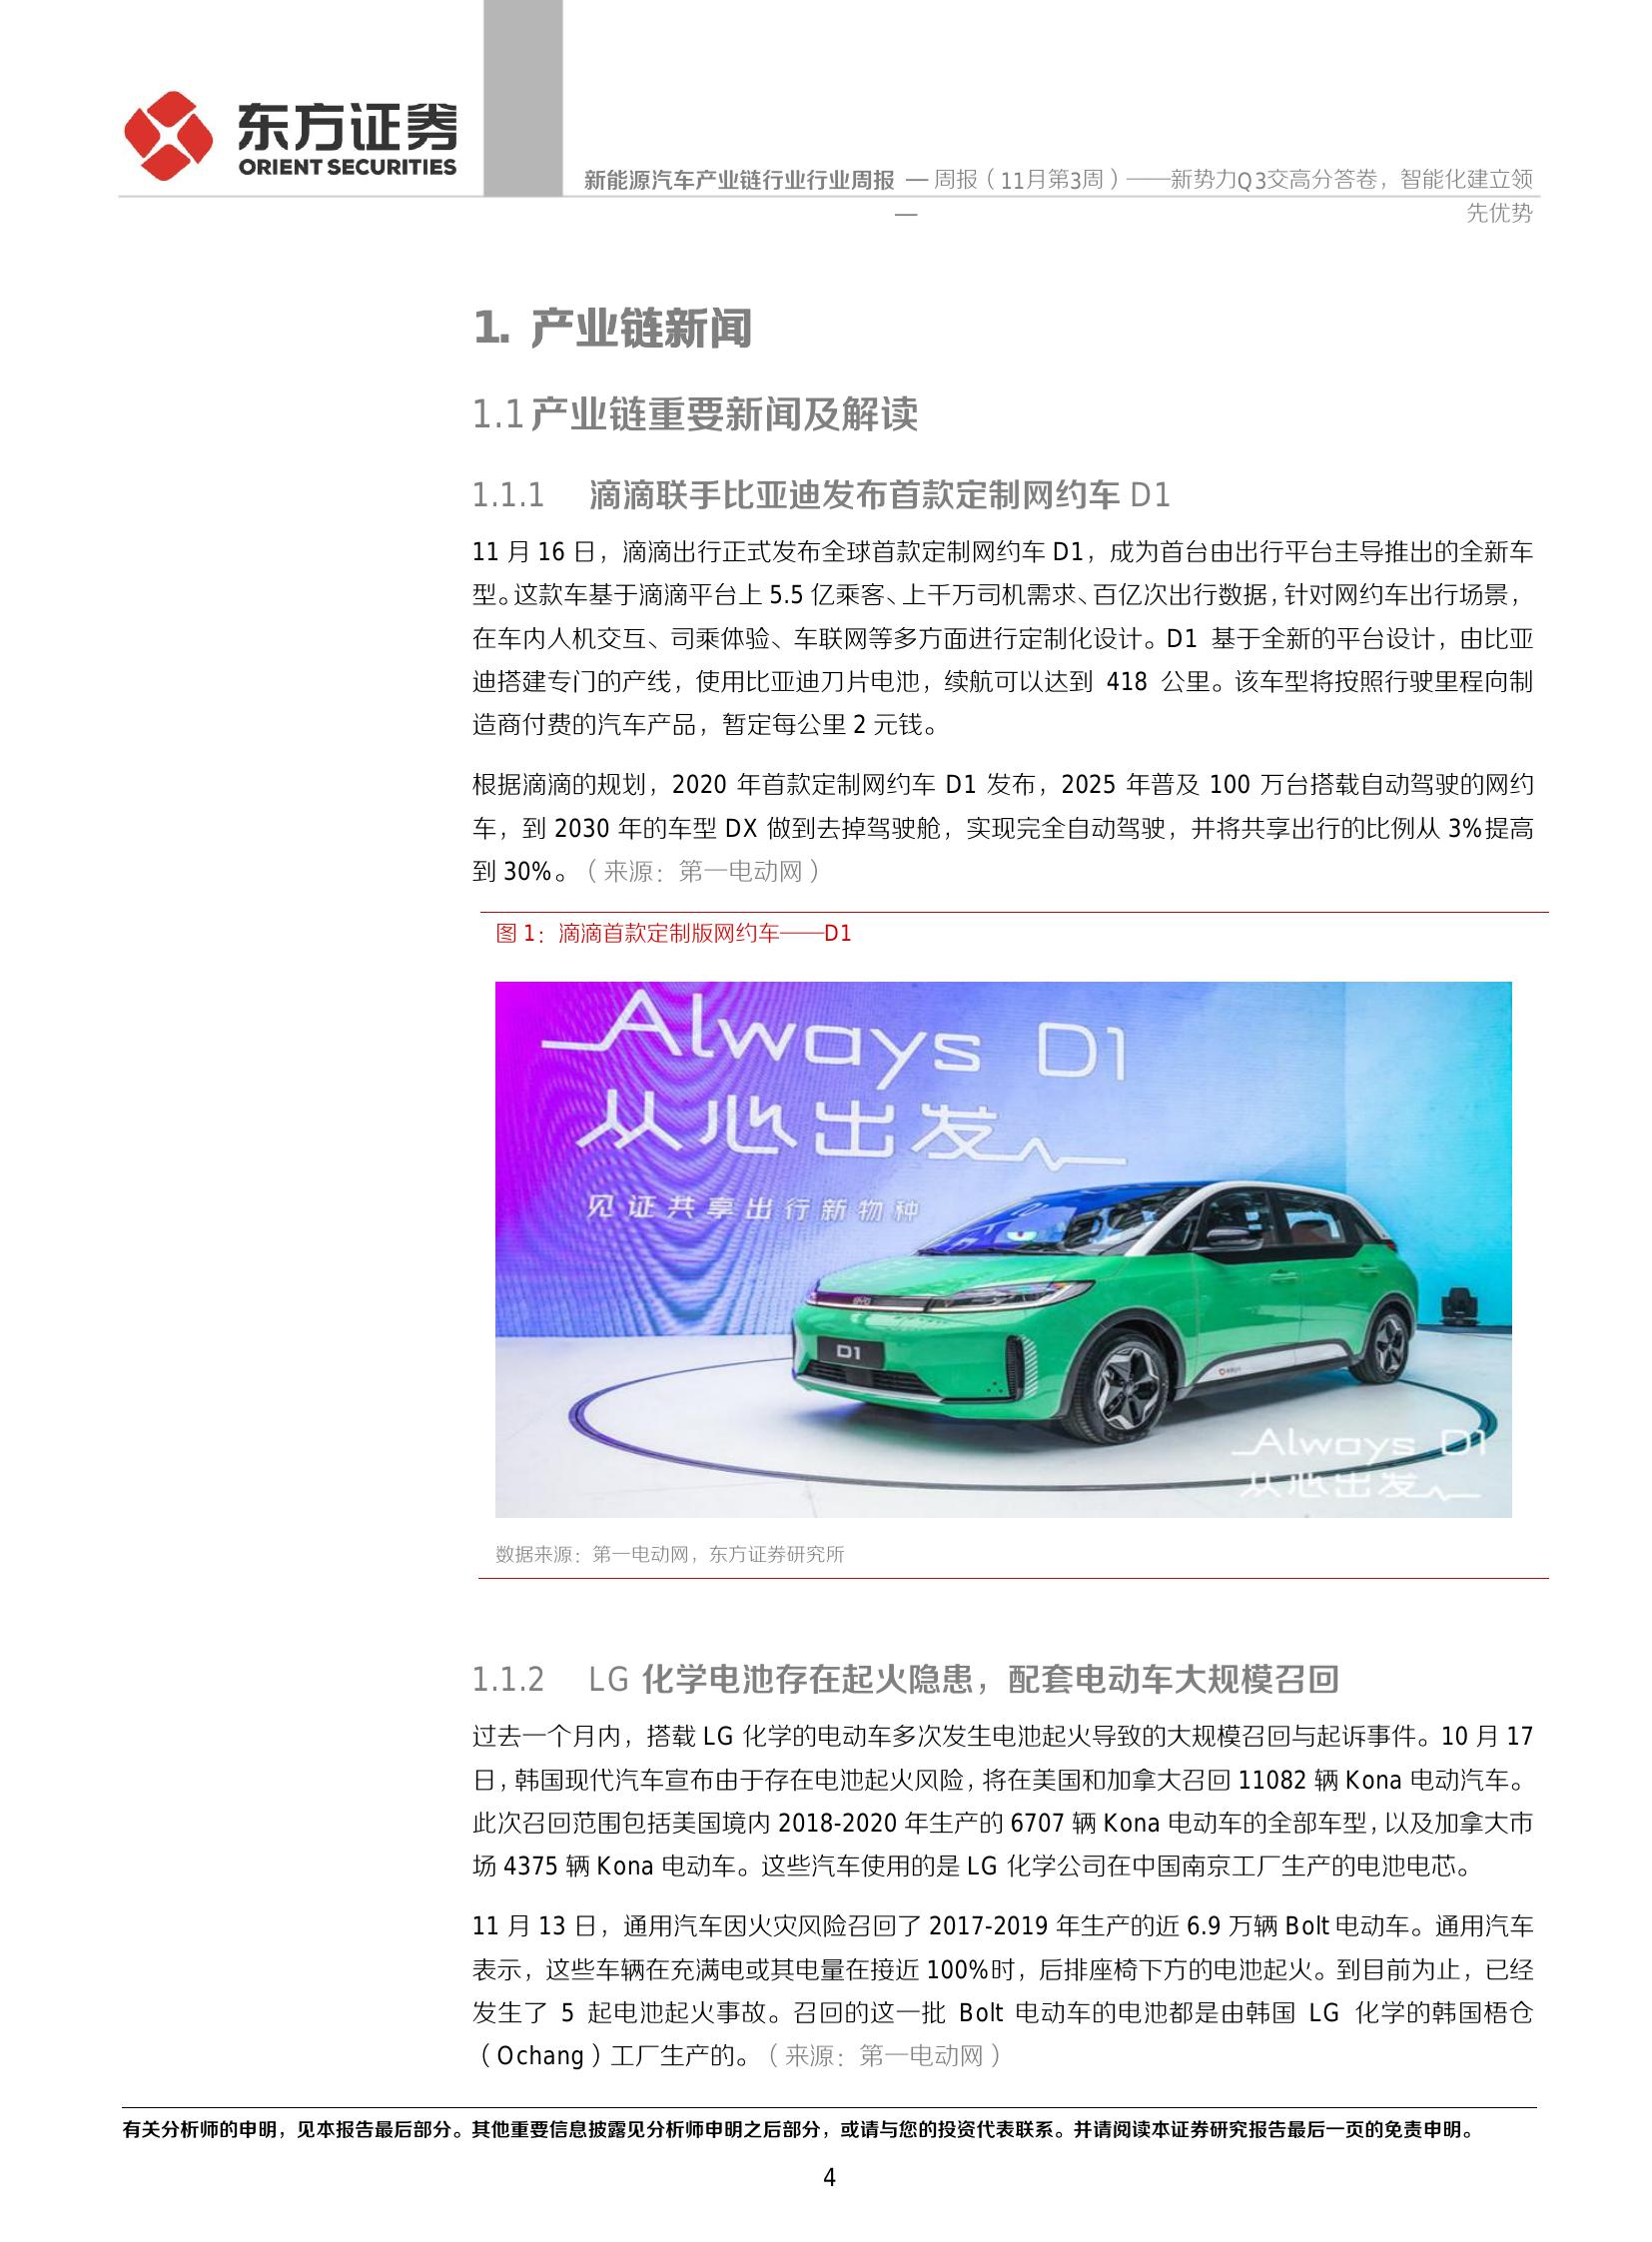 东方证券
ORIENT SECURITIES
新能源汽车产业链行业行业周报 —— 周报（11月第3周）——新势力Q3交高分答卷，智能化建立领先优势
1. 产业链新闻
1.1产业链重要新闻及解读
1.1.1 滴滴联手比亚迪发布首款定制网约车 D1
11 月 16 日，滴滴出行正式发布全球首款定制网约车 D1，成为首台由出行平台主导推出的全新车
型。这款车基于滴滴平台上 5.5 亿乘客、上千万司机需求、百亿次出行数据，针对网约车出行场景，
在车内人机交互、司乘体验、车联网等多方面进行定制化设计。D1 基于全新的平台设计，由比亚
迪搭建专门的产线，使用比亚迪刀片电池，续航可以达到 418 公里。该车型将按照行驶里程向制
造商付费的汽车产品，暂定每公里 2 元钱。
根据滴滴的规划，2020 年首款定制网约车 D1 发布，2025 年普及 100 万台搭载自动驾驶的网约
车，到 2030 年的车型 DX 做到去掉驾驶舱，实现完全自动驾驶，并将共享出行的比例从 3%提高
到 30%。（来源：第一电动网）
图 1：滴滴首款定制版网约车——D1
Always D1
从心出发
见证共享出行新物种
D1
Always D1
从心出发
数据来源：第一电动网，东方证券研究所
1.1.2 LG 化学电池存在起火隐患，配套电动车大规模召回
过去一个月内，搭载 LG 化学的电动车多次发生电池起火导致的大规模召回与起诉事件。10 月 17
日，韩国现代汽车宣布由于存在电池起火风险，将在美国和加拿大召回 11082 辆 Kona 电动汽车。
此次召回范围包括美国境内 2018-2020 年生产的 6707 辆 Kona 电动车的全部车型，以及加拿大市
场 4375 辆 Kona 电动车。这些汽车使用的是 LG 化学公司在中国南京工厂生产的电池电芯。
11 月 13 日，通用汽车因火灾风险召回了 2017-2019 年生产的近 6.9 万辆 Bolt 电动车。通用汽车
表示，这些车辆在充满电或其电量在接近 100%时，后排座椅下方的电池起火。到目前为止，已经
发生了 5 起电池起火事故。召回的这一批 Bolt 电动车的电池都是由韩国 LG 化学的韩国梧仓
（Ochang）工厂生产的。（来源：第一电动网）
有关分析师的申明，见本报告最后部分。其他重要信息披露见分析师申明之后部分，或请与您的投资代表联系。并请阅读本证券研究报告最后一页的免责申明。
4